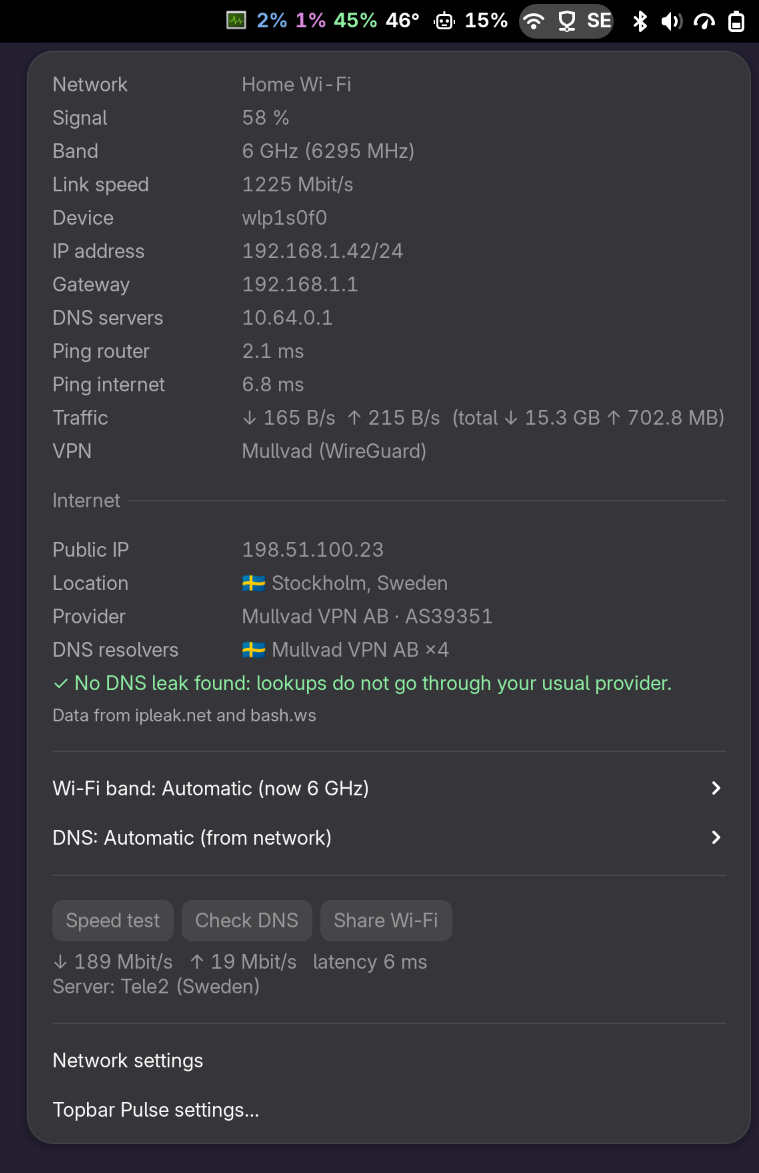 2% 1% 45% 46° 15% SE
Network Home Wi-Fi
Signal 58 %
Band 6 GHz (6295 MHz)
Link speed 1225 Mbit/s
Device wlp1s0f0
IP address 192.168.1.42/24
Gateway 192.168.1.1
DNS servers 10.64.0.1
Ping router 2.1 ms
Ping internet 6.8 ms
Traffic ↓ 165 B/s ↑ 215 B/s (total ↓ 15.3 GB ↑ 702.8 MB)
VPN Mullvad (WireGuard)
Internet
Public IP 198.51.100.23
Location 🇸🇪 Stockholm, Sweden
Provider Mullvad VPN AB · AS39351
DNS resolvers 🇸🇪 Mullvad VPN AB ×4
✓ No DNS leak found: lookups do not go through your usual provider.
Data from ipleak.net and bash.ws
Wi-Fi band: Automatic (now 6 GHz)
DNS: Automatic (from network)
Speed test Check DNS Share Wi-Fi
↓ 189 Mbit/s ↑ 19 Mbit/s latency 6 ms
Server: Tele2 (Sweden)
Network settings
Topbar Pulse settings...